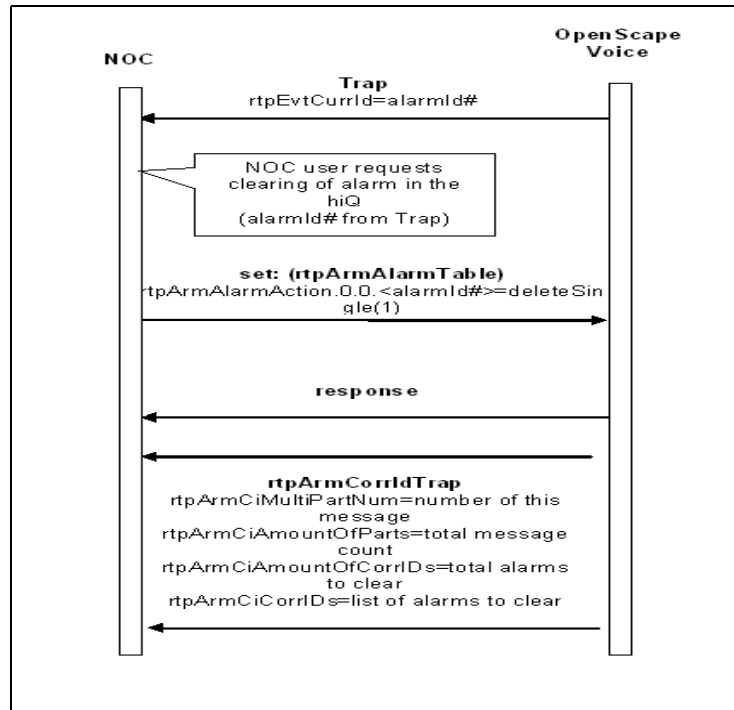 OpenScape
Voice
NOC
Trap
rtpEvtCurrId=alarmId#
NOC user requests
clearing of alarm in the
hiQ
(alarmId# from Trap)
set: (rtpArmAlarmTable)
rtpArmAlarmAction.0.0.<alarmId#>=deleteSin
gle(1)
response
rtpArmCorrIdTrap
rtpArmCiMultiPartNum=number of this
message
rtpArmCiAmountOfParts=total message
count
rtpArmCiAmountOfCorrIDs=total alarms
to clear
rtpArmCiCorrIDs=list of alarms to clear